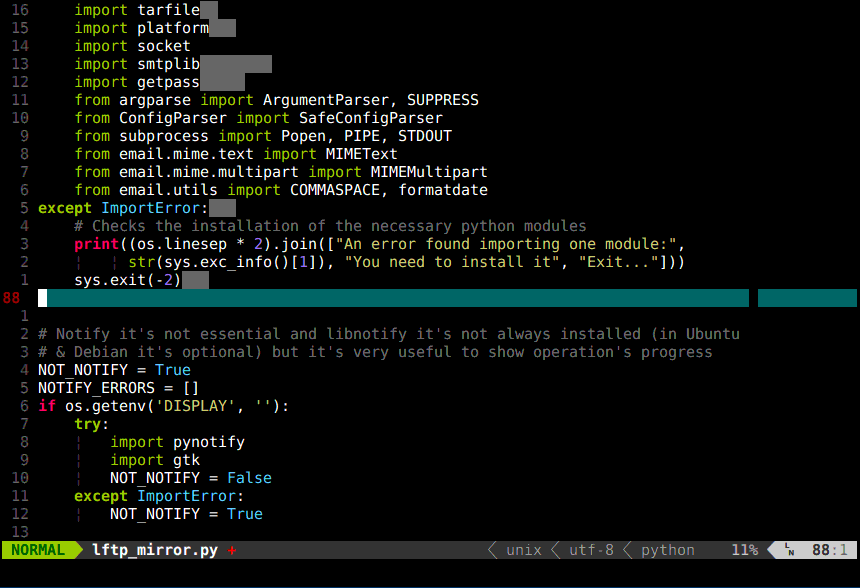 16     import tarfile
15     import platform
14     import socket
13     import smtplib
12     import getpass
11     from argparse import ArgumentParser, SUPPRESS
10     from ConfigParser import SafeConfigParser
9     from subprocess import Popen, PIPE, STDOUT
8     from email.mime.text import MIMEText
7     from email.mime.multipart import MIMEMultipart
6     from email.utils import COMMASPACE, formatdate
5 except ImportError:
4     # Checks the installation of the necessary python modules
3     print((os.linesep * 2).join(["An error found importing one module:",
2     ¦   ¦ str(sys.exc_info()[1]), "You need to install it", "Exit..."]))
1     sys.exit(-2)
88
1
2 # Notify it's not essential and libnotify it's not always installed (in Ubuntu
3 # & Debian it's optional) but it's very useful to show operation's progress
4 NOT_NOTIFY = True
5 NOTIFY_ERRORS = []
6 if os.getenv('DISPLAY', ''):
7     try:
8     ¦   import pynotify
9     ¦   import gtk
10     ¦   NOT_NOTIFY = False
11     except ImportError:
12     ¦   NOT_NOTIFY = True
13
NORMAL lftp_mirror.py + unix utf-8 python 11% LN 88:1